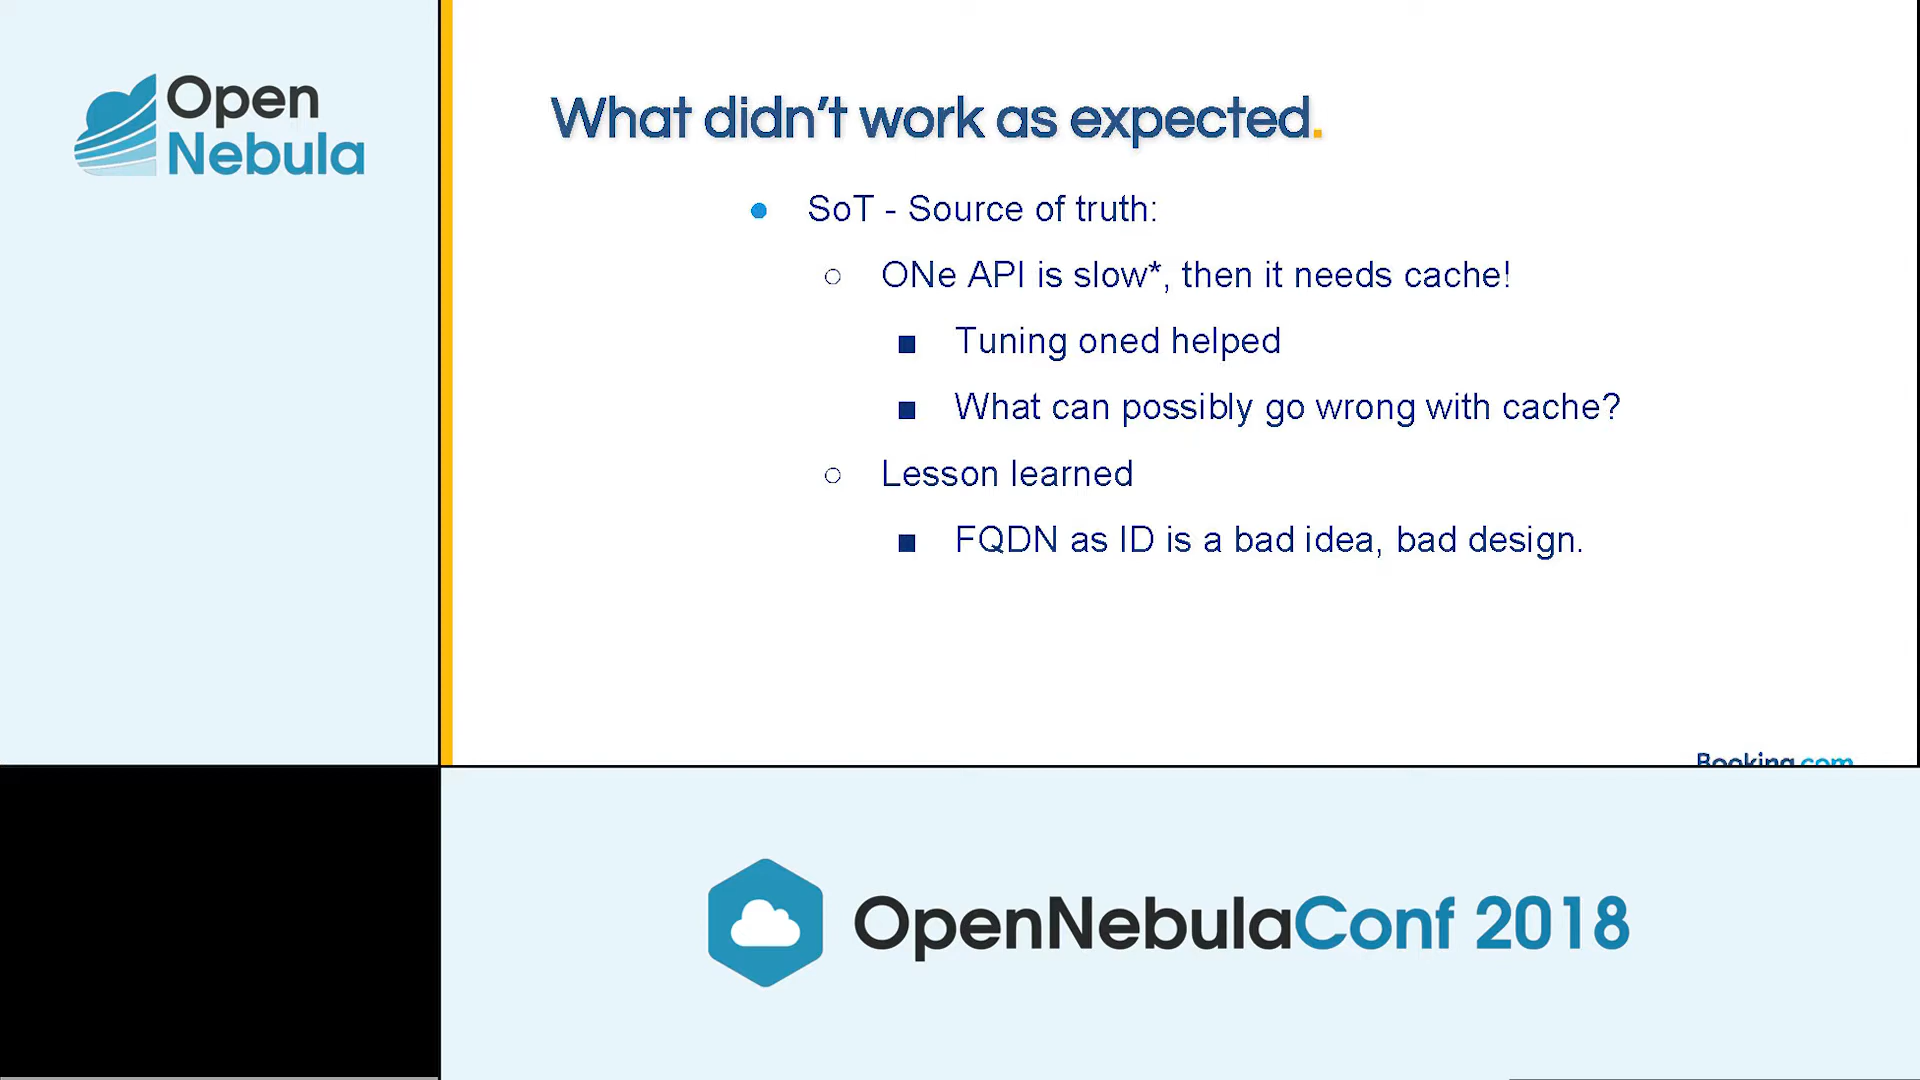 Open
Nebula
What didn't work as expected.
SoT - Source of truth:
ONe API is slow*, then it needs cache!
Tuning oned helped
What can possibly go wrong with cache?
Lesson learned
FQDN as ID is a bad idea, bad design.
Booking.com
OpenNebulaConf 2018